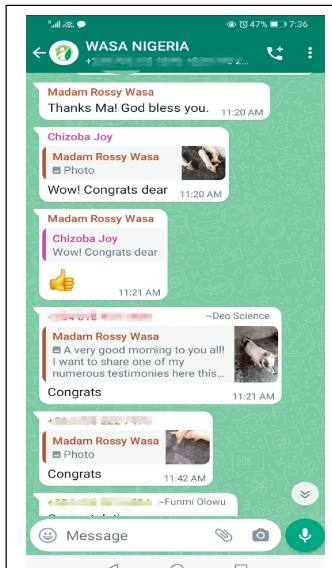 47% 7:36
WASA NIGERIA
Madam Rossy Wasa
Thanks Ma! God bless you. 11:20 AM
Chizoba Joy
Madam Rossy Wasa
Photo
Wow! Congrats dear 11:20 AM
Madam Rossy Wasa
Chizoba Joy
Wow! Congrats dear
11:21 AM
~Deo Science
Madam Rossy Wasa
A very good morning to you all!
I want to share one of my
numerous testimonies here this...
Congrats 11:21 AM
Madam Rossy Wasa
Photo
Congrats 11:42 AM
~Funmi Olowu
Message